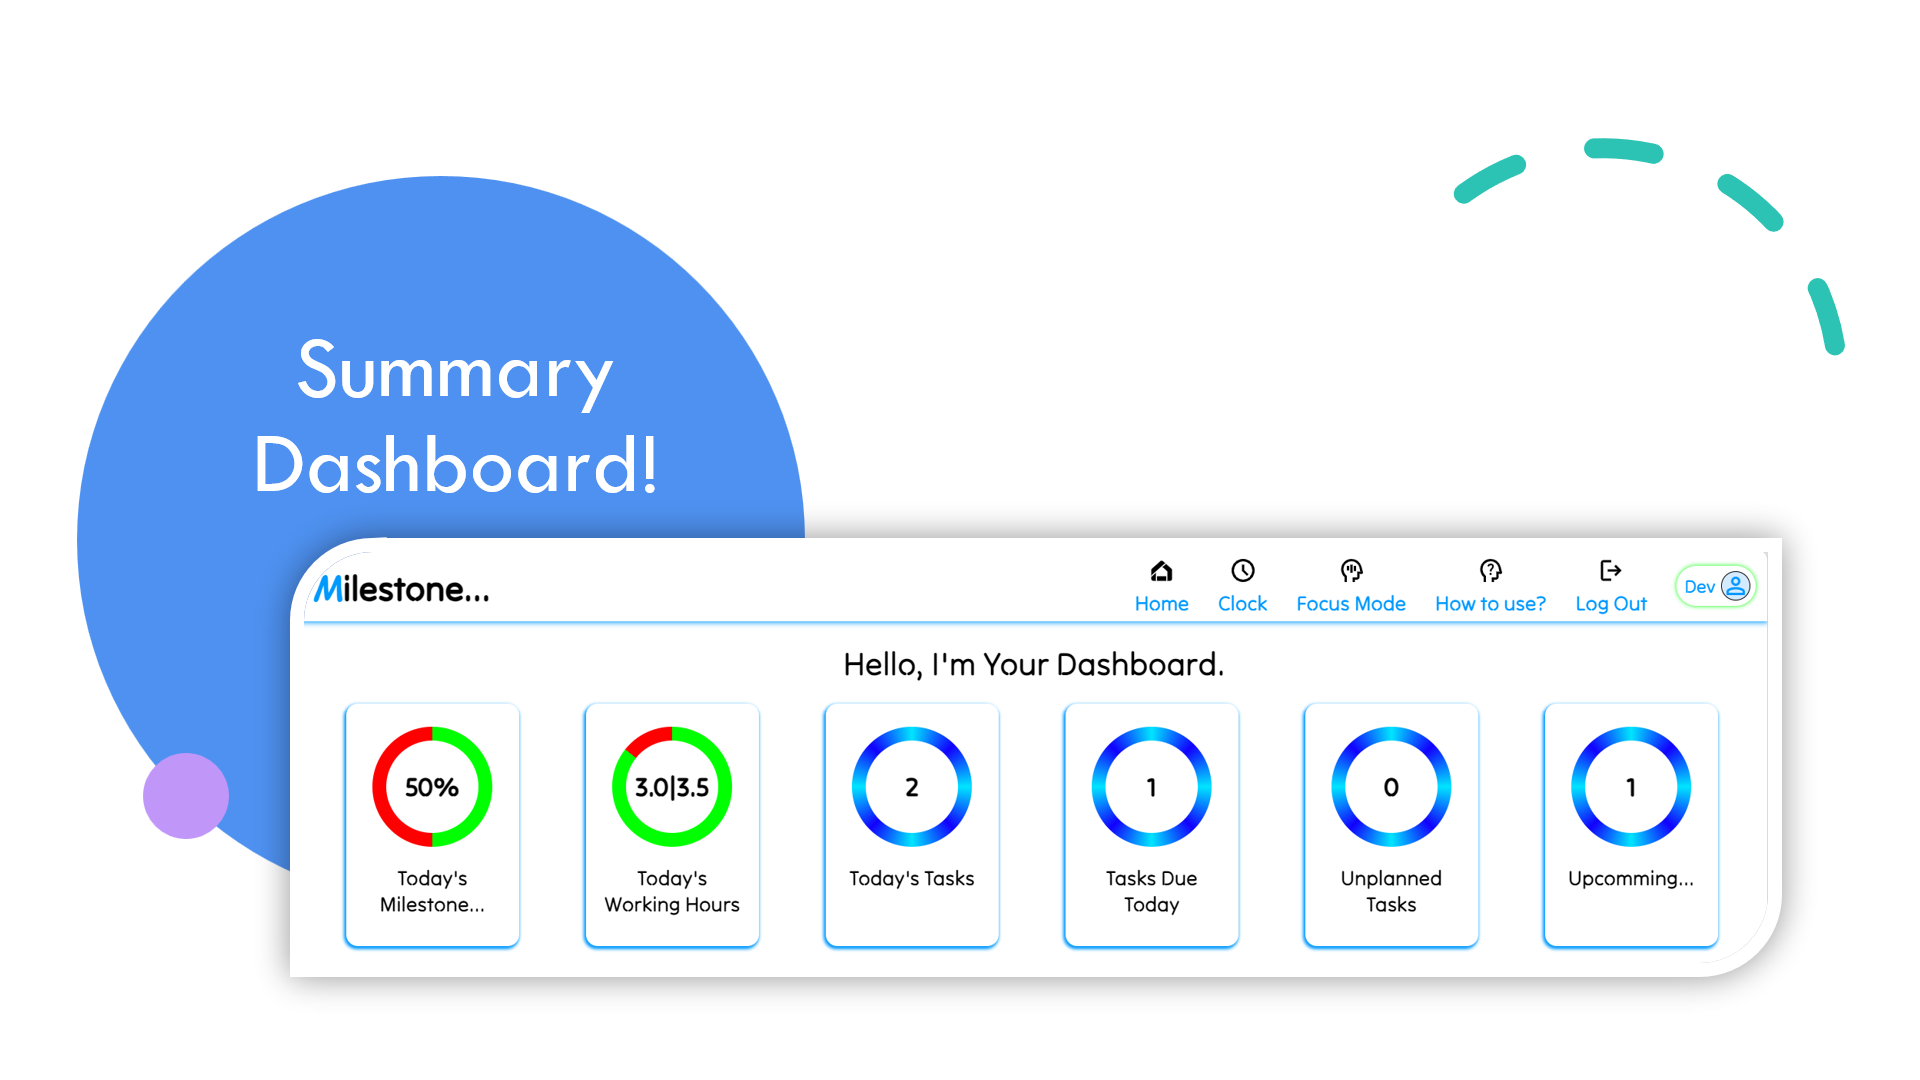 Summary
Dashboard!
Milestone...
Home
Clock
Focus Mode
How to use?
Log Out
Dev
Hello, I'm Your Dashboard.
50%
Today's
Milestone...
3.0|3.5
Today's
Working Hours
2
Today's Tasks
1
Tasks Due
Today
0
Unplanned
Tasks
1
Upcomming...